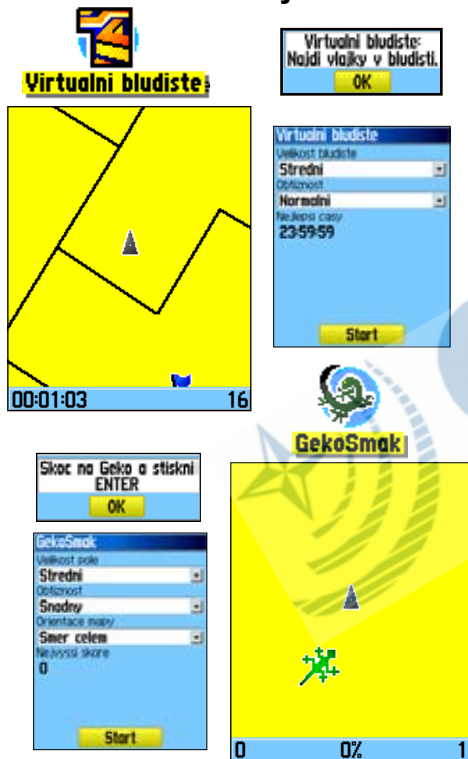 Virtualni bludiste
Virtualni bludiste:
Najdi vlajky v bludisti.
OK
00:01:03 16
Virtualni bludiste
Velikost bludiste
Stredni
Obtiznost
Normalni
Nejlepsi casy
23:59:59
Start
GekoSmak
Skoc na Geko a stiskni
ENTER
OK
GekoSmak
Velikost pole
Stredni
Obtiznost
Snadny
Orientace mapy
Smer celem
Nejvyssi skore
0
Start
0 0% 1